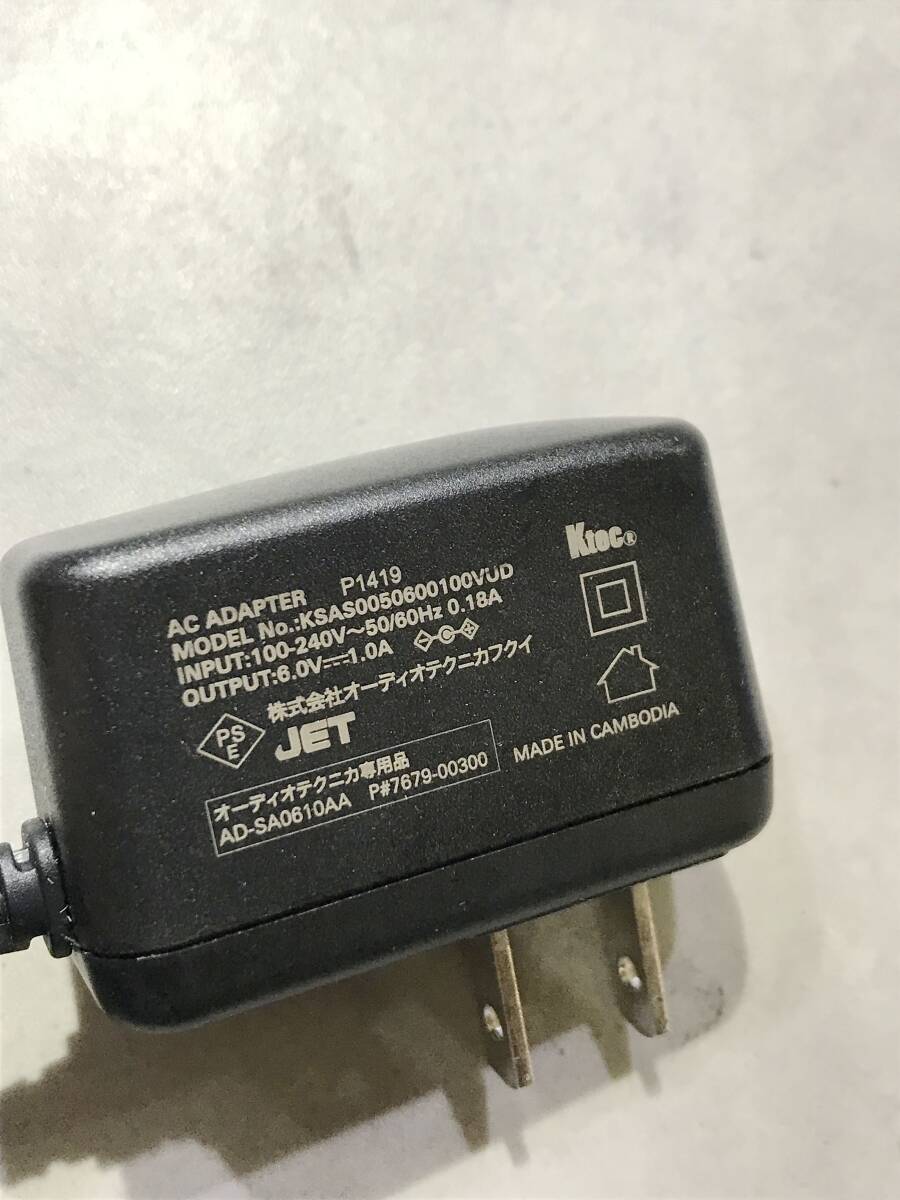 AC ADAPTER P1419
MODEL No.:KSAS0050600100VUD
INPUT:100-240V～50/60Hz 0.18A
OUTPUT:6.0V⎓1.0A
株式会社オーディオテクニカフクイ
PS
E
JET
オーディオテクニカ専用品
AD-SA0610AA P#7679-00300
Ktec®
MADE IN CAMBODIA